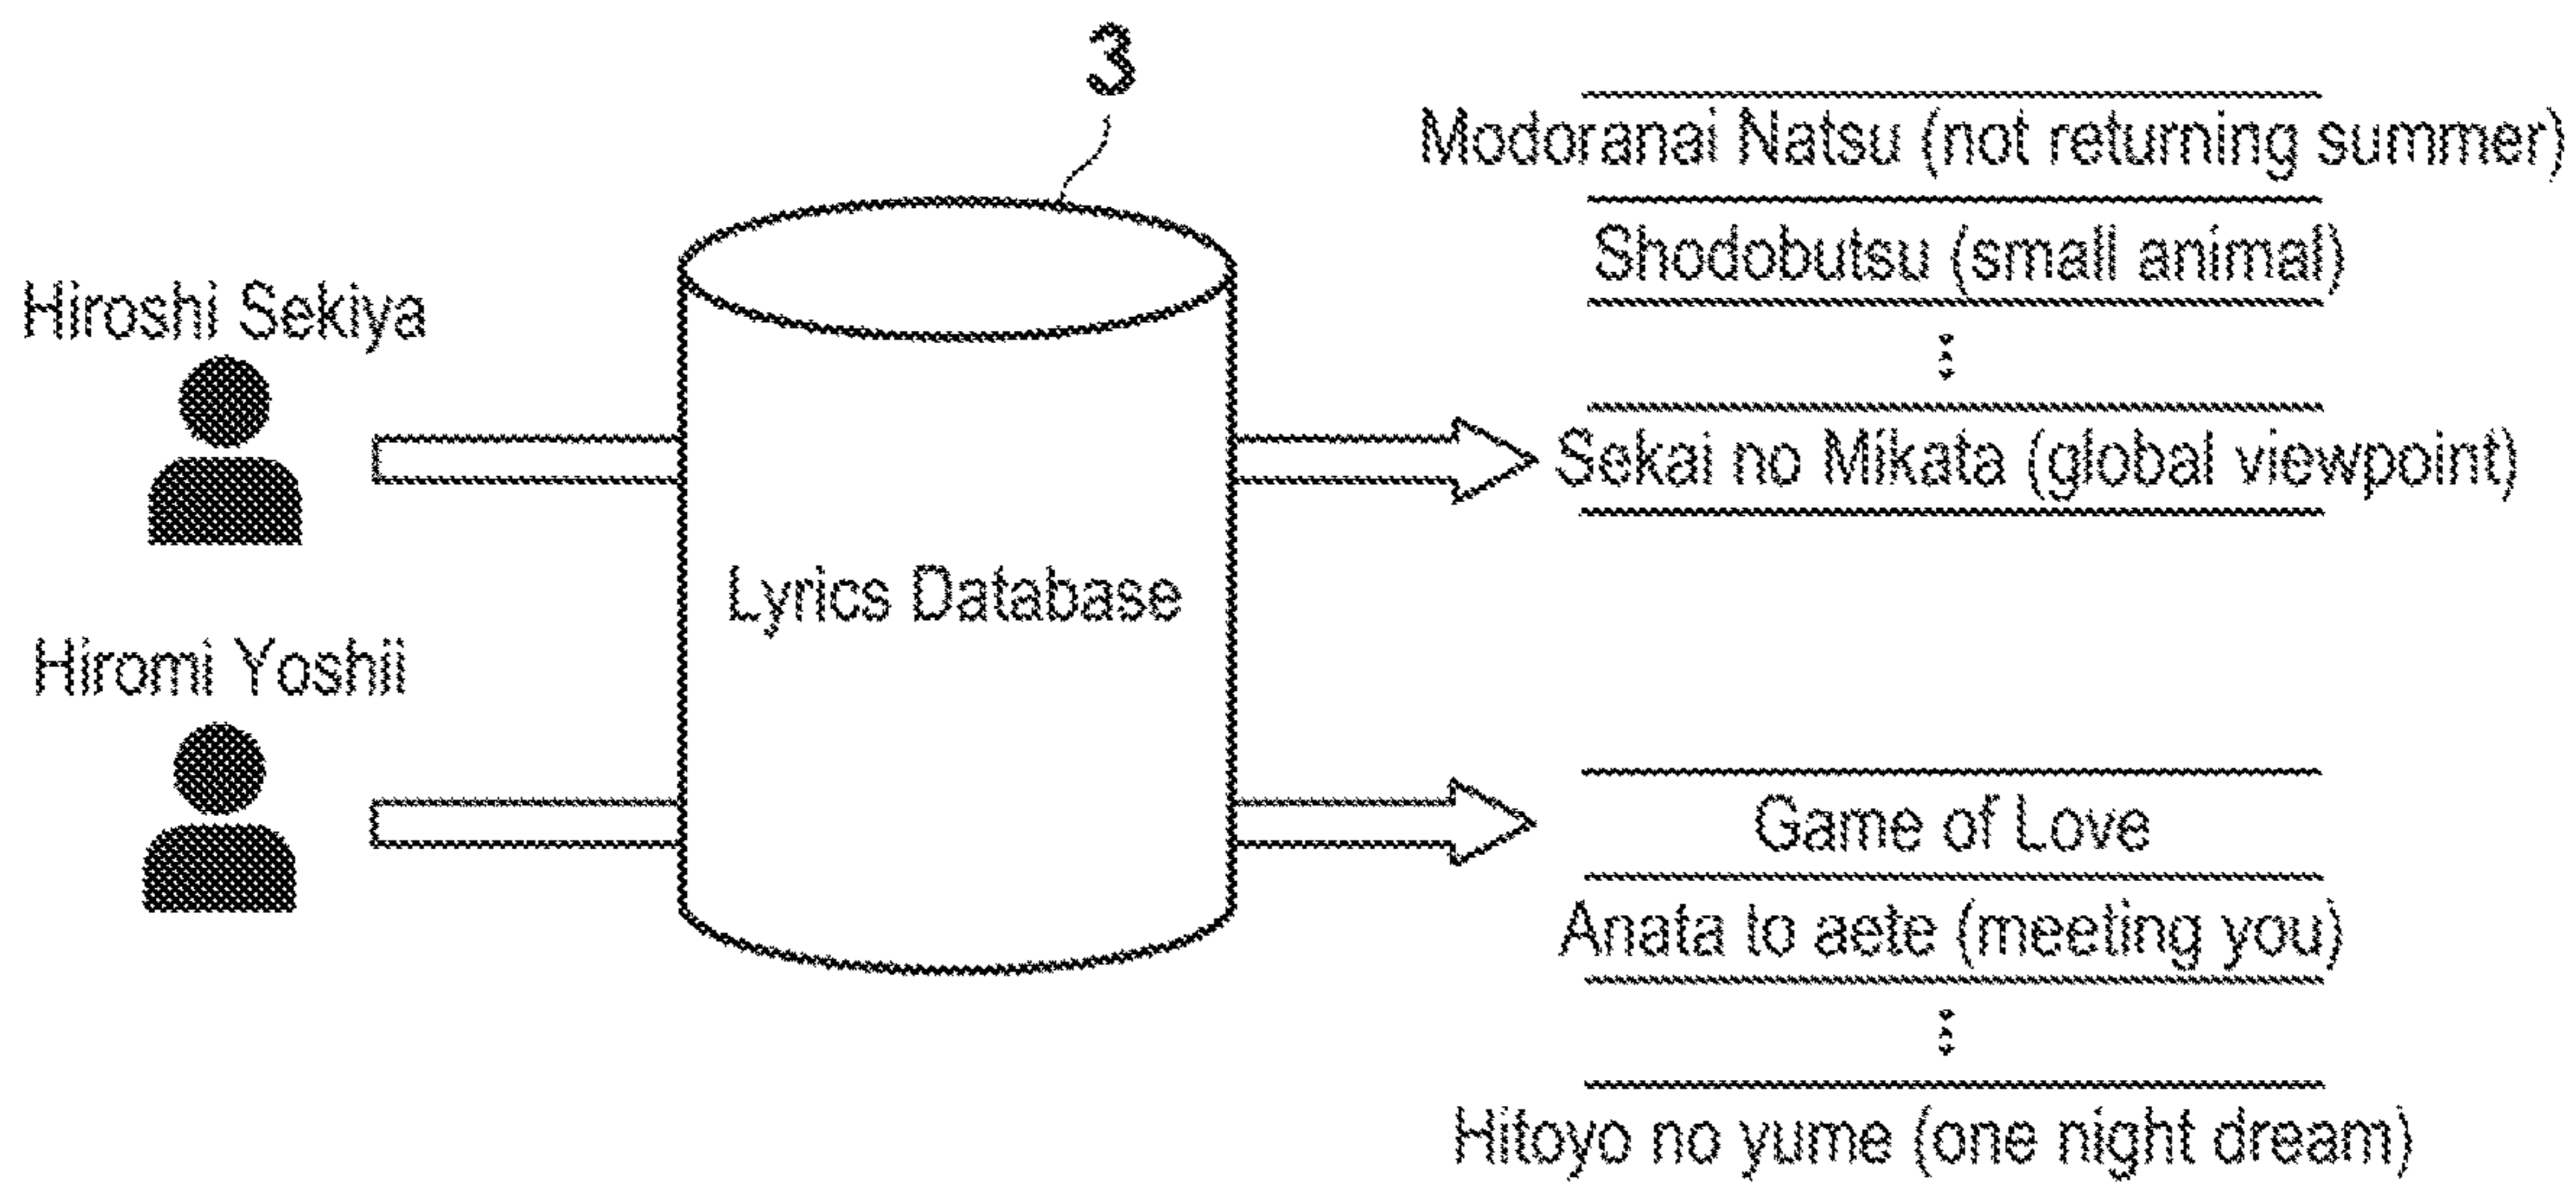 3
Modoranai Natsu (not returning summer)
Shodobutsu (small animal)
Hiroshi Sekiya
Sekai no Mikata (global viewpoint)
Lyrics Database
Hiromi Yoshii
Game of Love
Anata to aete (meeting you)
Hitoyo no yume (one night dream)